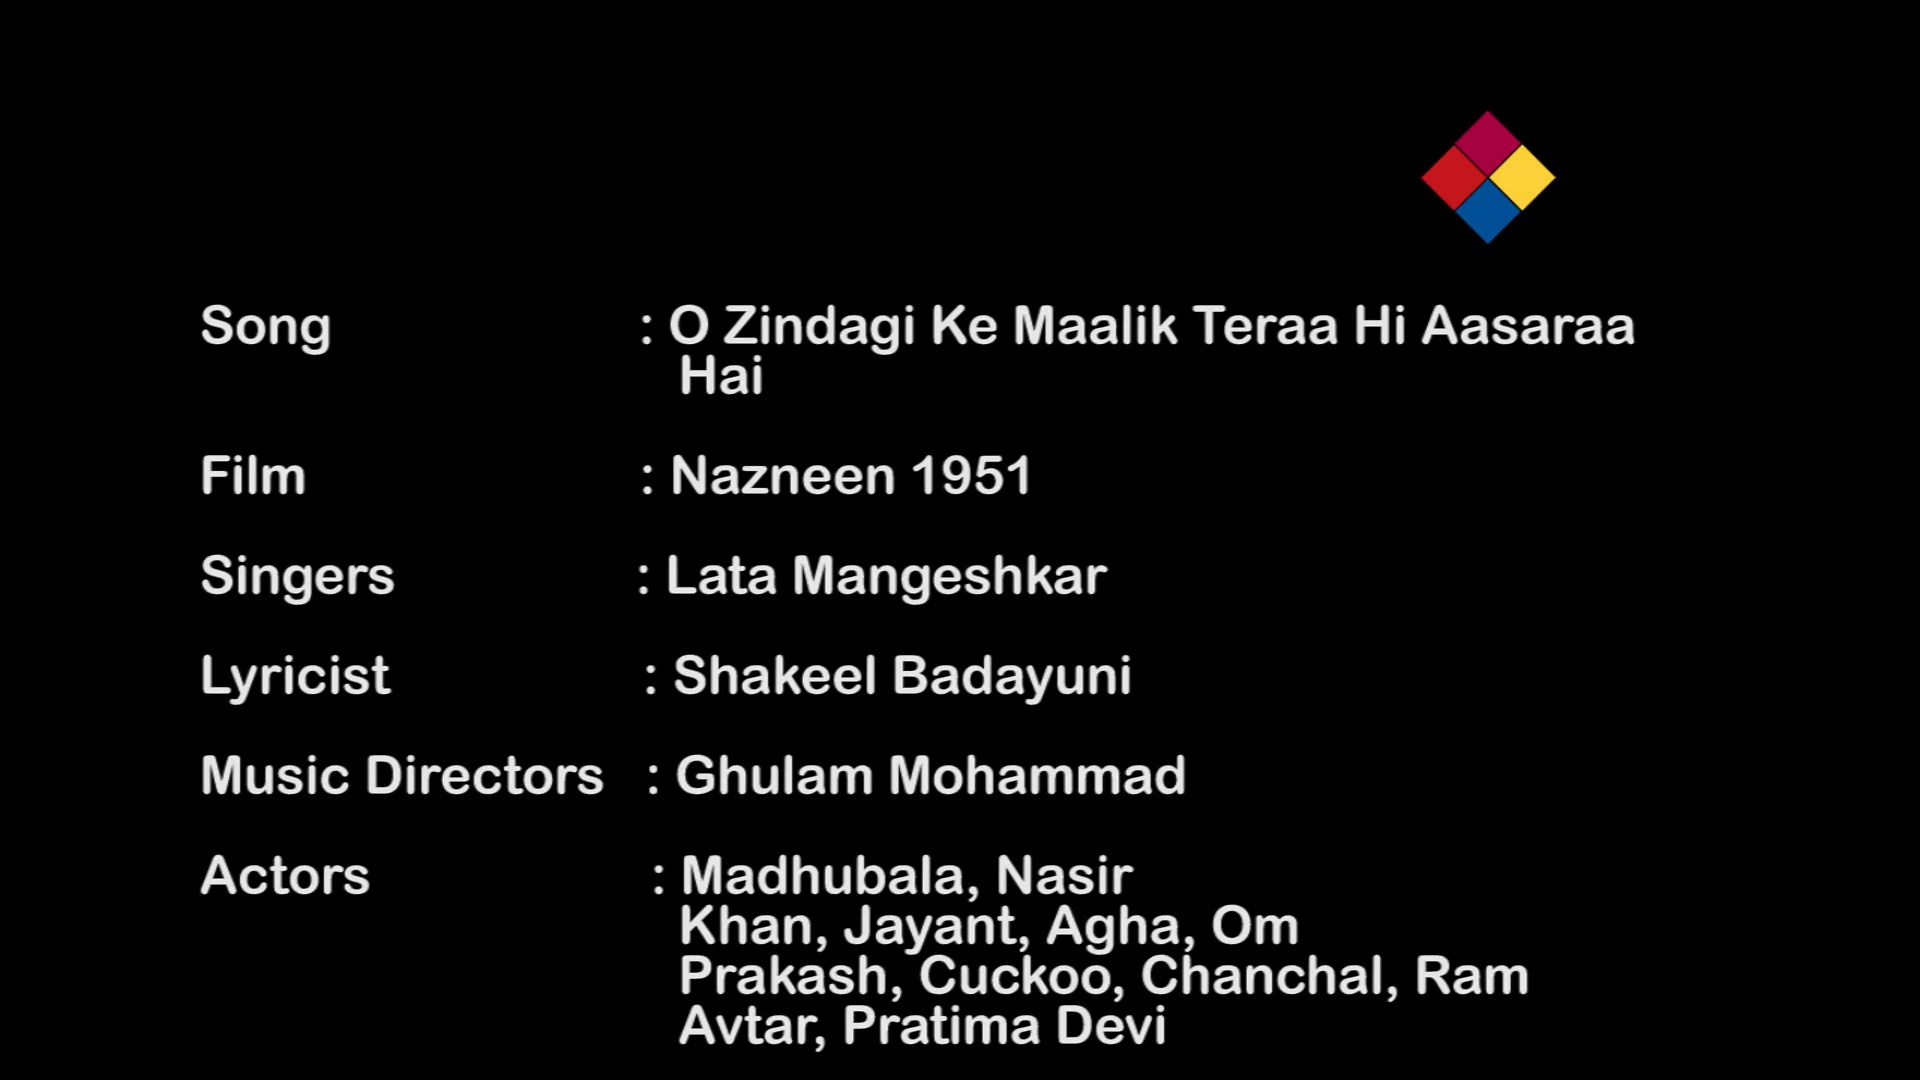 Song : O Zindagi Ke Maalik Teraa Hi Aasaraa
Hai
Film : Nazneen 1951
Singers : Lata Mangeshkar
Lyricist : Shakeel Badayuni
Music Directors : Ghulam Mohammad
Actors : Madhubala, Nasir
Khan, Jayant, Agha, Om
Prakash, Cuckoo, Chanchal, Ram
Avtar, Pratima Devi